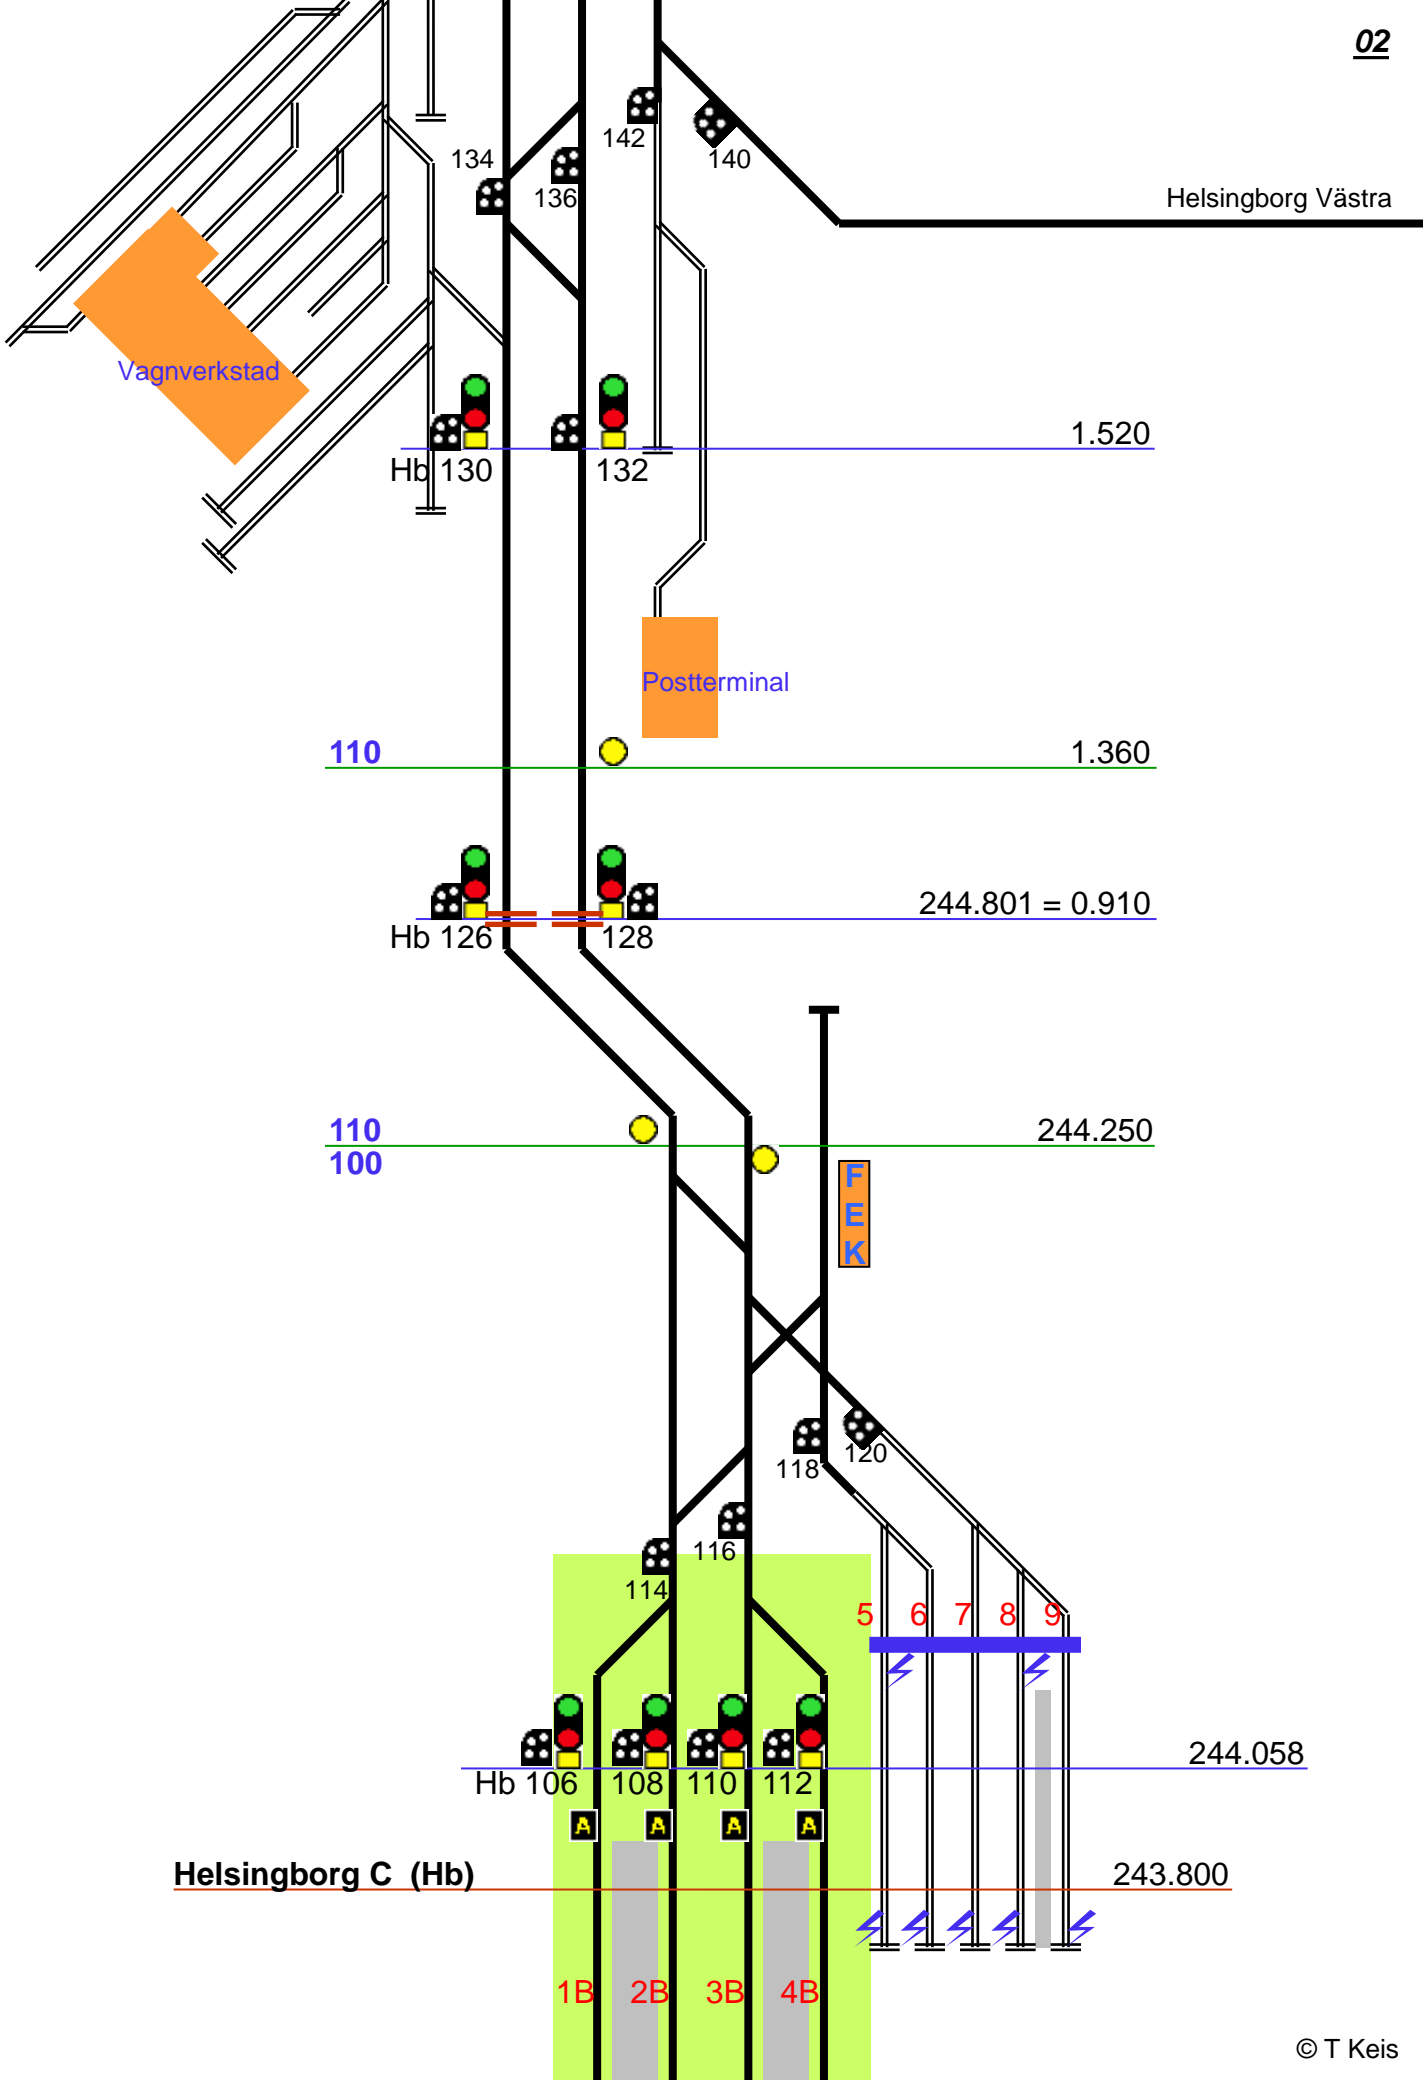 02
134
136
142
140
Helsingborg Västra
Vagnverkstad
1.520
Hb 130
132
Postterminal
110
1.360
244.801 = 0.910
Hb 126
128
110
244.250
100
F
E
K
118
120
116
114
5 6 7 8 9
244.058
Hb 106 108 110 112
A A A A
Helsingborg C (Hb)
243.800
1B 2B 3B 4B
© T Keis